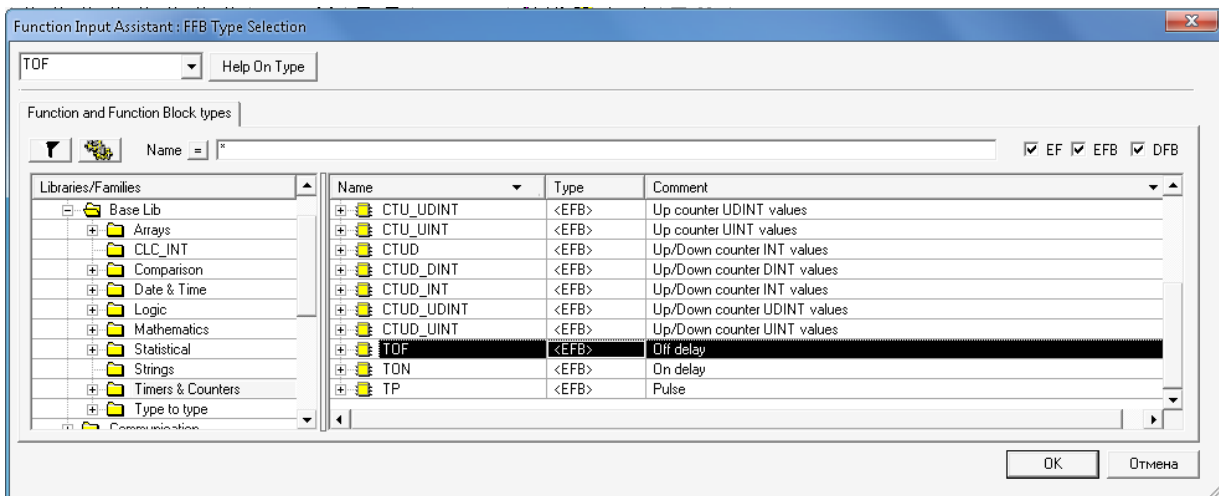 Function Input Assistant : FFB Type Selection
TOF
Help On Type
Function and Function Block types
Name = *
EF EFB DFB
Libraries/Families
Base Lib
Arrays
CLC_INT
Comparison
Date & Time
Logic
Mathematics
Statistical
Strings
Timers & Counters
Type to type
Communication
Name Type Comment
CTU_UDINT <EFB> Up counter UDINT values
CTU_UINT <EFB> Up counter UINT values
CTUD <EFB> Up/Down counter INT values
CTUD_DINT <EFB> Up/Down counter DINT values
CTUD_INT <EFB> Up/Down counter INT values
CTUD_UDINT <EFB> Up/Down counter UDINT values
CTUD_UINT <EFB> Up/Down counter UINT values
TOF <EFB> Off delay
TON <EFB> On delay
TP <EFB> Pulse
OK Отмена